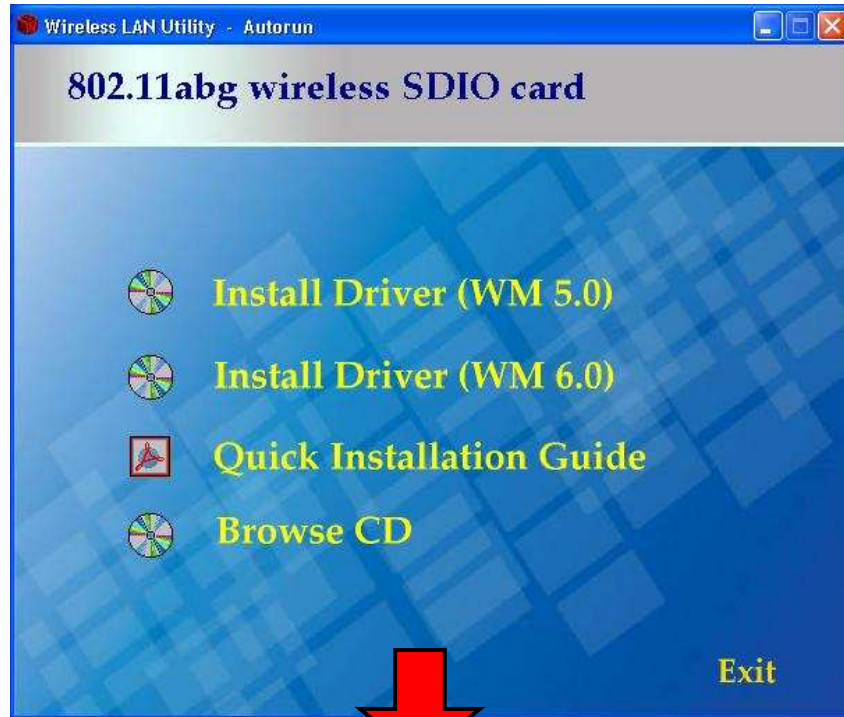 Wireless LAN Utility - Autorun
802.11abg wireless SDIO card
Install Driver (WM 5.0)
Install Driver (WM 6.0)
Quick Installation Guide
Browse CD
Exit